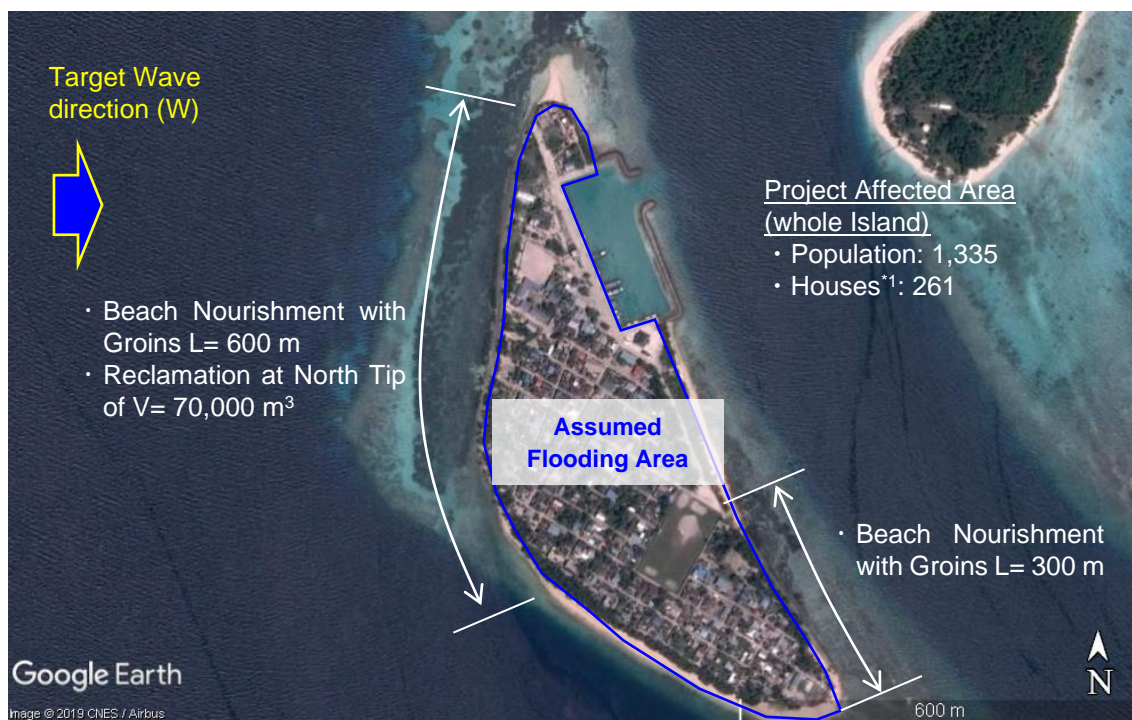 Target Wave
direction (W)
Project Affected Area
(whole Island)
・Population: 1,335
・Houses*1: 261
・Beach Nourishment with
Groins L= 600 m
・Reclamation at North Tip
of V= 70,000 m3
Assumed
Flooding Area
・Beach Nourishment
with Groins L= 300 m
Google Earth
Image © 2019 CNES / Airbus
N
600 m